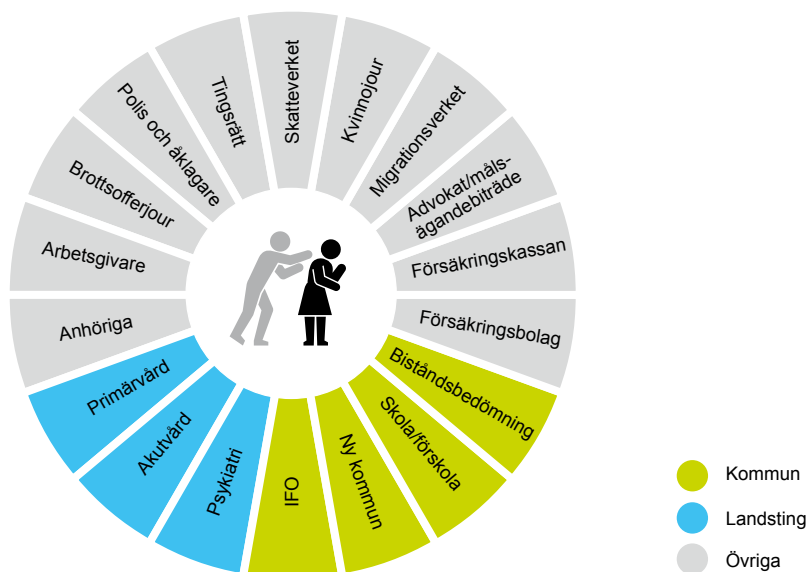 Skatteverket
Kvinnojour
Migrationsverket
Advokat/måls-
ägandebiträde
Försäkringskassan
Försäkringsbolag
Biståndsbedömning
Skola/förskola
Ny kommun
IFO
Psykiatri
Akutvård
Primärvård
Anhöriga
Arbetsgivare
Brottsofferjour
Polis och åklagare
Tingsrätt
Kommun
Landsting
Övriga